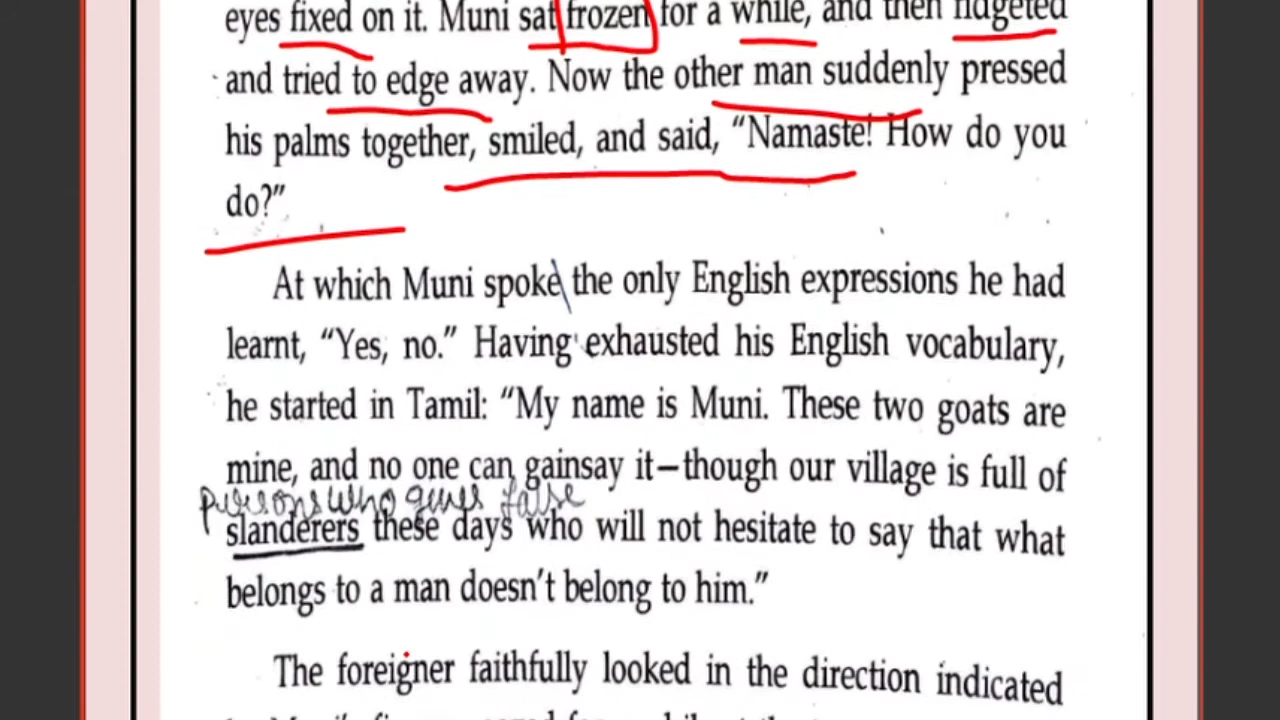 eyes fixed on it. Muni sat frozen for a while, and then fidgeted
and tried to edge away. Now the other man suddenly pressed
his palms together, smiled, and said, “Namaste! How do you
do?”
At which Muni spoke the only English expressions he had
learnt, “Yes, no.” Having exhausted his English vocabulary,
he started in Tamil: “My name is Muni. These two goats are
mine, and no one can gainsay it—though our village is full of
persons who gives false
slanderers these days who will not hesitate to say that what
belongs to a man doesn’t belong to him.”
The foreigner faithfully looked in the direction indicated